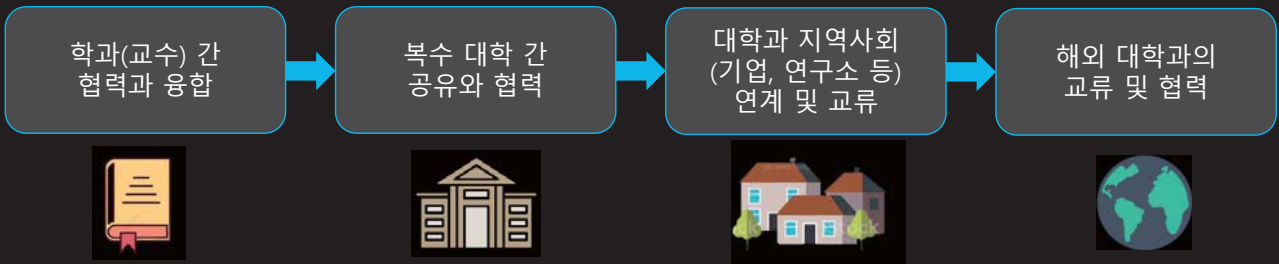 학과(교수) 간
협력과 융합
복수 대학 간
공유와 협력
대학과 지역사회
(기업, 연구소 등)
연계 및 교류
해외 대학과의
교류 및 협력